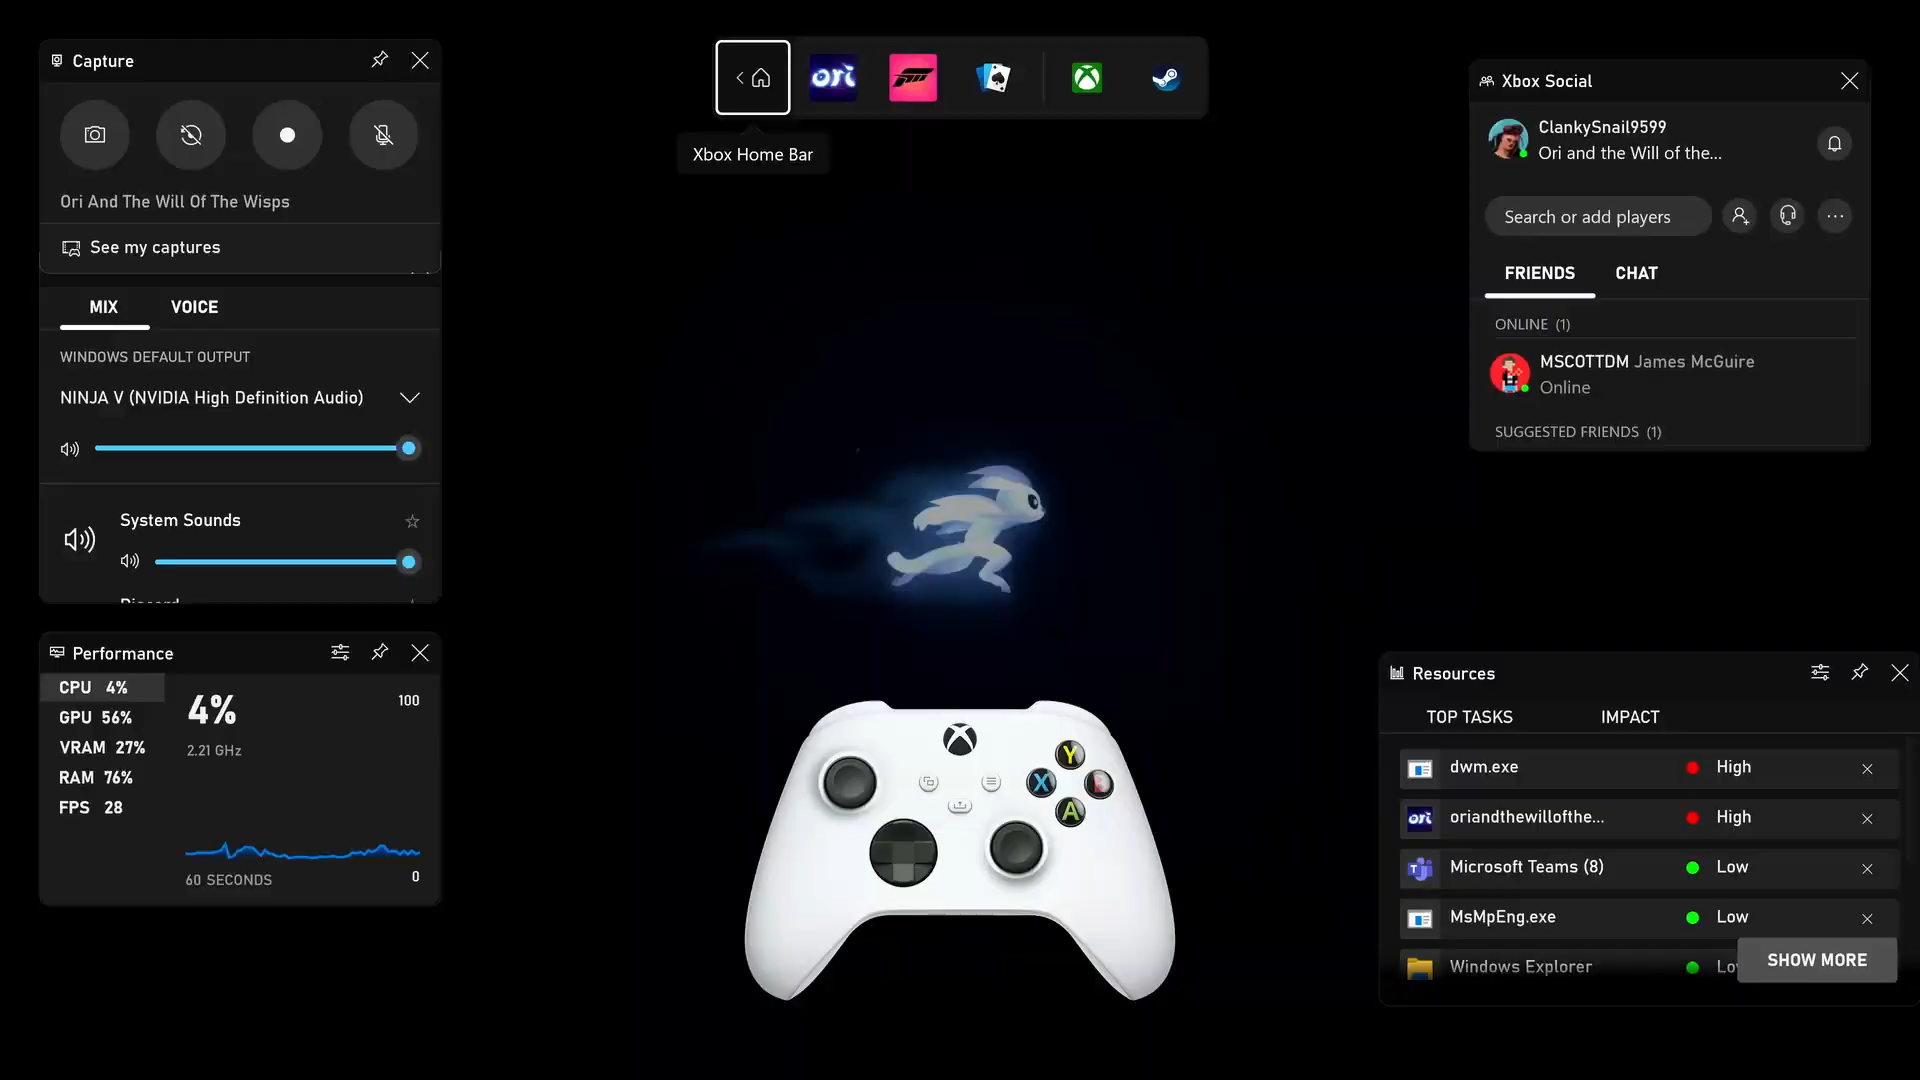 Capture
Ori And The Will Of The Wisps
See my captures
MIX VOICE
WINDOWS DEFAULT OUTPUT
NINJA V (NVIDIA High Definition Audio)
System Sounds
Discord
Performance
CPU 4%
GPU 56%
VRAM 27%
RAM 76%
FPS 28
4%
100
2.21 GHz
60 SECONDS
0
ori
Xbox Home Bar
Y
X
B
A
Xbox Social
ClankySnail9599
Ori and the Will of the...
Search or add players
FRIENDS CHAT
ONLINE (1)
MSCOTTDM James McGuire
Online
SUGGESTED FRIENDS (1)
Resources
TOP TASKS IMPACT
dwm.exe High
ori oriandthewillofthe... High
Microsoft Teams (8) Low
MsMpEng.exe Low
Windows Explorer Lo
SHOW MORE